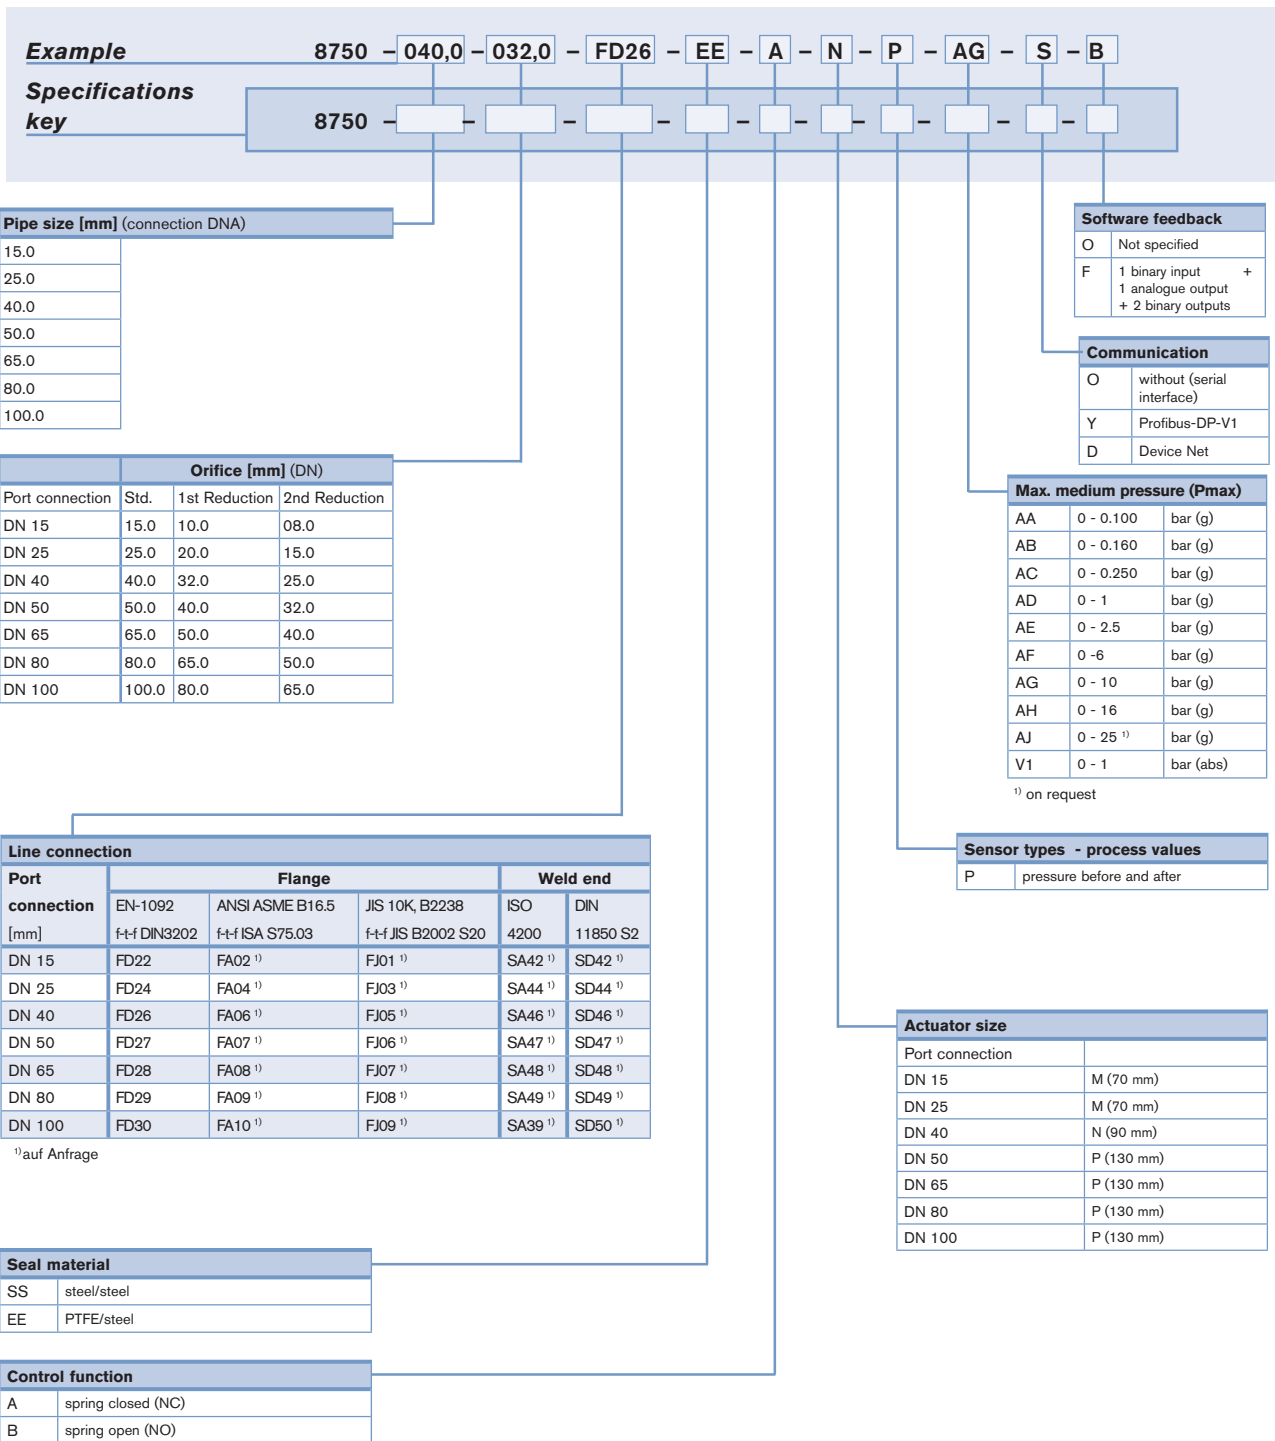 Example 8750 – 040,0 – 032,0 – FD26 – EE – A – N – P – AG – S – B
Specifications
key 8750 – – – – – – – – – –
Pipe size [mm] (connection DNA)
15.0
25.0
40.0
50.0
65.0
80.0
100.0
Software feedback
O Not specified
F 1 binary input +
1 analogue output
+ 2 binary outputs
Communication
O without (serial
interface)
Y Profibus-DP-V1
D Device Net
Orifice [mm] (DN)
Port connection Std. 1st Reduction 2nd Reduction
DN 15 15.0 10.0 08.0
DN 25 25.0 20.0 15.0
DN 40 40.0 32.0 25.0
DN 50 50.0 40.0 32.0
DN 65 65.0 50.0 40.0
DN 80 80.0 65.0 50.0
DN 100 100.0 80.0 65.0
Max. medium pressure (Pmax)
AA 0 - 0.100 bar (g)
AB 0 - 0.160 bar (g)
AC 0 - 0.250 bar (g)
AD 0 - 1 bar (g)
AE 0 - 2.5 bar (g)
AF 0 -6 bar (g)
AG 0 - 10 bar (g)
AH 0 - 16 bar (g)
AJ 0 - 25 1) bar (g)
V1 0 - 1 bar (abs)
1) on request
Line connection
Port Flange Weld end
connection EN-1092 ANSI ASME B16.5 JIS 10K, B2238 ISO DIN
[mm] f-t-f DIN3202 f-t-f ISA S75.03 f-t-f JIS B2002 S20 4200 11850 S2
DN 15 FD22 FA02 1) FJ01 1) SA42 1) SD42 1)
DN 25 FD24 FA04 1) FJ03 1) SA44 1) SD44 1)
DN 40 FD26 FA06 1) FJ05 1) SA46 1) SD46 1)
DN 50 FD27 FA07 1) FJ06 1) SA47 1) SD47 1)
DN 65 FD28 FA08 1) FJ07 1) SA48 1) SD48 1)
DN 80 FD29 FA09 1) FJ08 1) SA49 1) SD49 1)
DN 100 FD30 FA10 1) FJ09 1) SA39 1) SD50 1)
1) auf Anfrage
Sensor types - process values
P pressure before and after
Actuator size
Port connection
DN 15 M (70 mm)
DN 25 M (70 mm)
DN 40 N (90 mm)
DN 50 P (130 mm)
DN 65 P (130 mm)
DN 80 P (130 mm)
DN 100 P (130 mm)
Seal material
SS steel/steel
EE PTFE/steel
Control function
A spring closed (NC)
B spring open (NO)